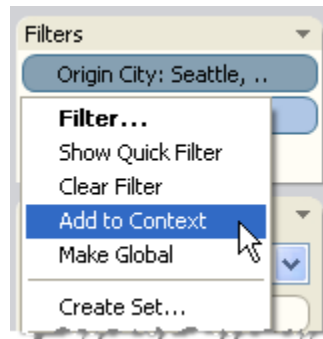 Filters
Origin City: Seattle, ..
Filter...
Show Quick Filter
Clear Filter
Add to Context
Make Global
Create Set...